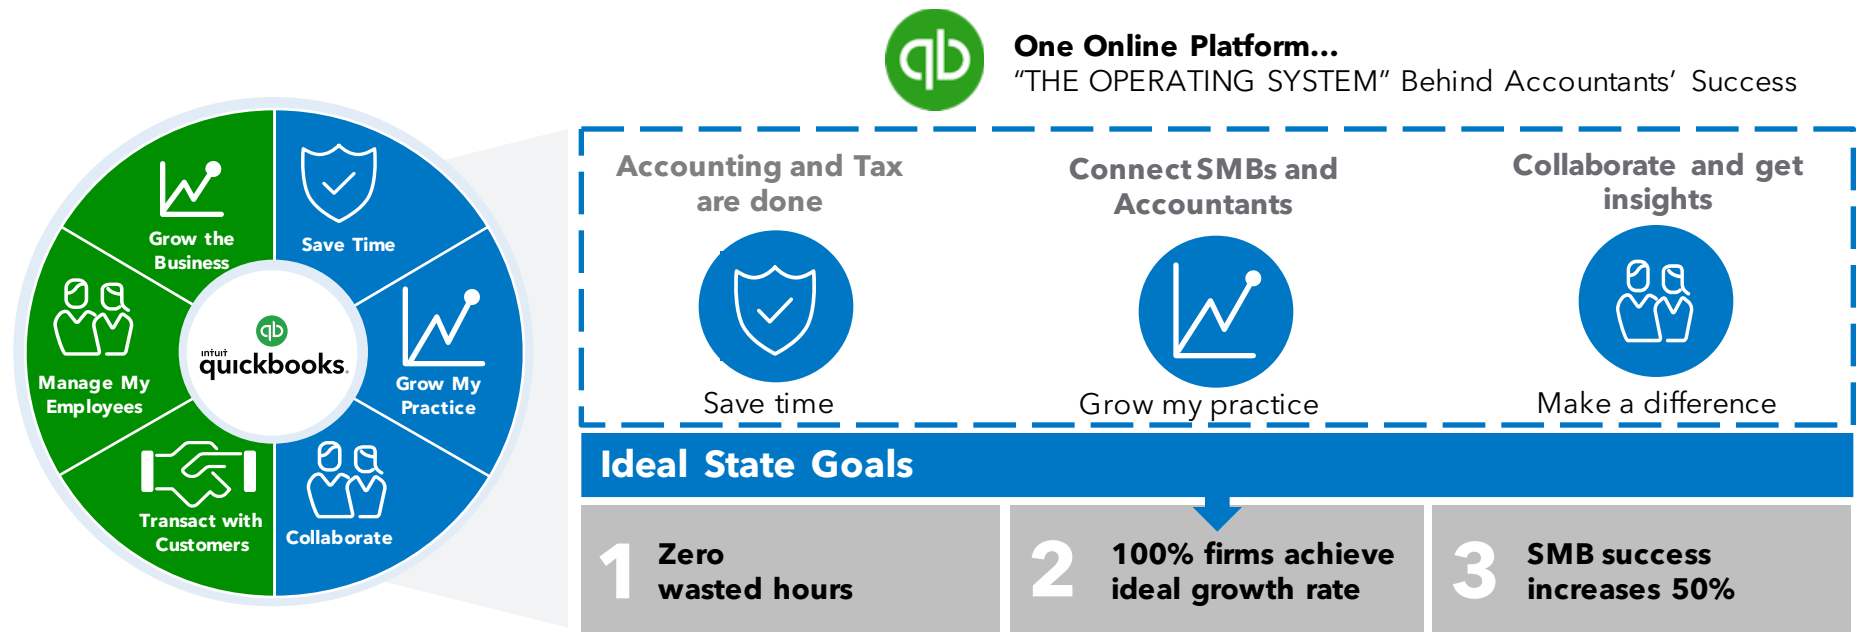 qb
One Online Platform...
“THE OPERATING SYSTEM” Behind Accountants’ Success
Grow the
Business
Save Time
Manage My
Employees
qb
intuit
quickbooks.
Grow My
Practice
Transact with
Customers
Collaborate
Accounting and Tax
are done
Save time
Connect SMBs and
Accountants
Grow my practice
Collaborate and get
insights
Make a difference
Ideal State Goals
1 Zero
wasted hours
2 100% firms achieve
ideal growth rate
3 SMB success
increases 50%